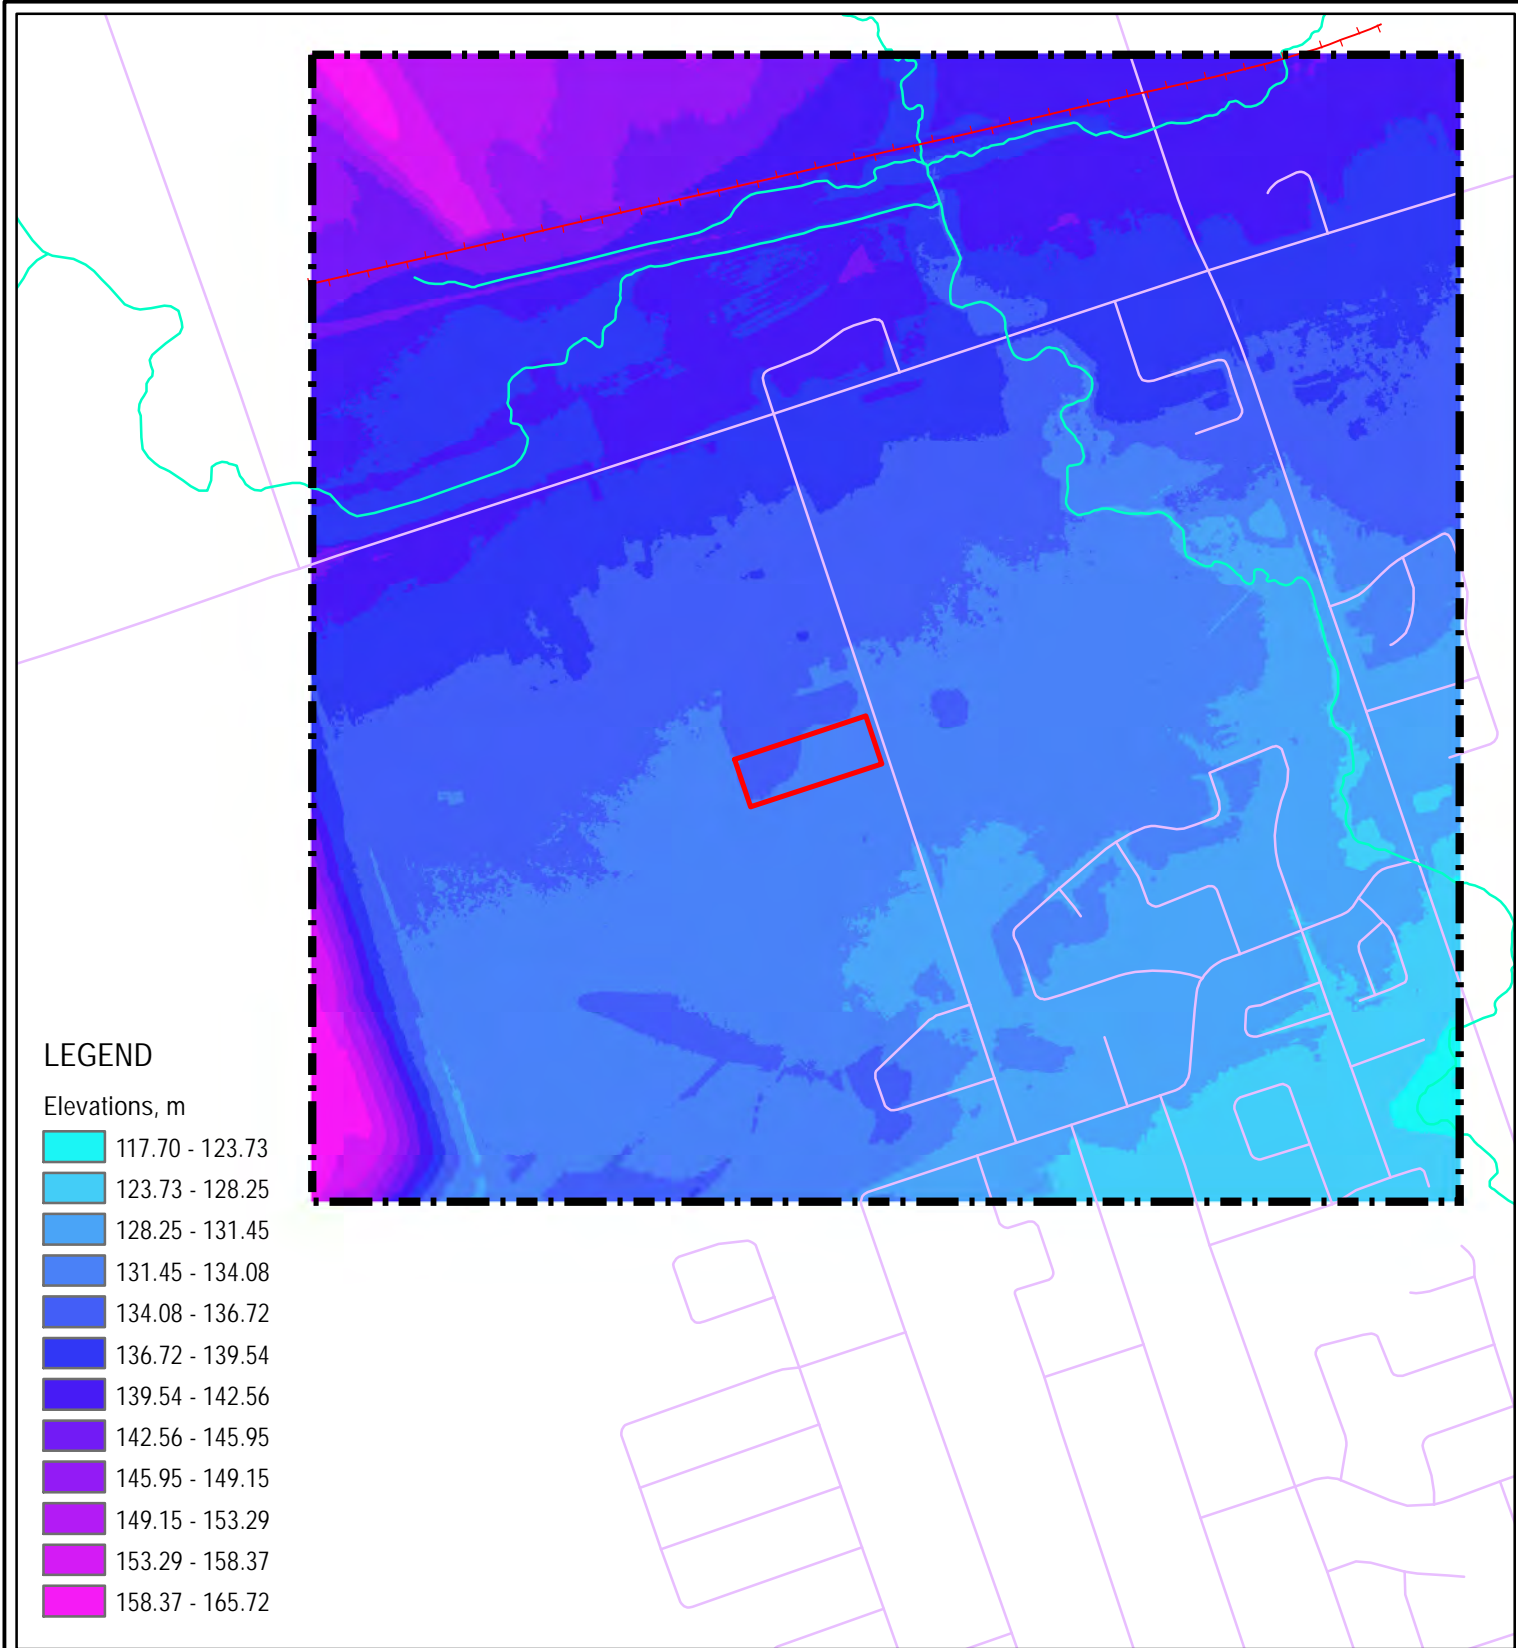 LEGEND
Elevations, m
117.70 - 123.73
123.73 - 128.25
128.25 - 131.45
131.45 - 134.08
134.08 - 136.72
136.72 - 139.54
139.54 - 142.56
142.56 - 145.95
145.95 - 149.15
149.15 - 153.29
153.29 - 158.37
158.37 - 165.72